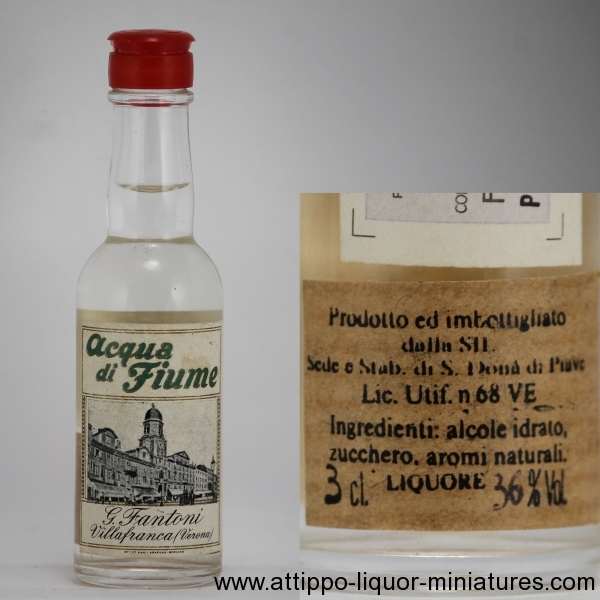 acqua
di Fiume
G. Fantoni
Villafranca (Verona)
Prodotto ed imbottigliato
dalla SIL
Sede e Stab. di S. Donà di Piave
Lic. Utif. n 68 VE
Ingredienti: alcole idrato,
zucchero, aromi naturali.
3 cl. LIQUORE 36% Vol
www.attippo-liquor-miniatures.com